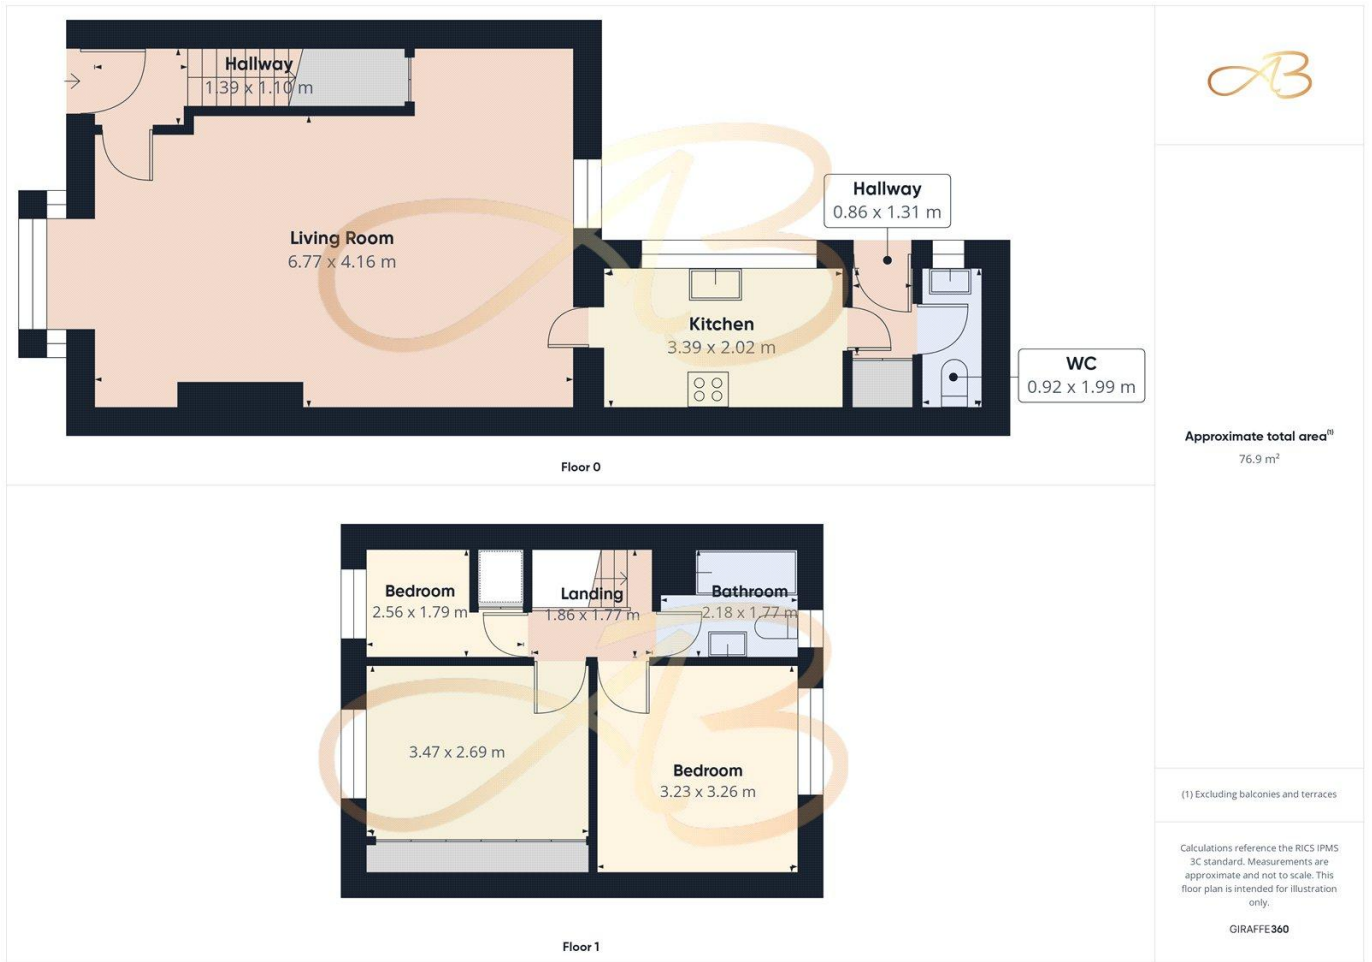 Hallway
1.39 x 1.10 m
Living Room
6.77 x 4.16 m
Kitchen
3.39 x 2.02 m
Hallway
0.86 x 1.31 m
WC
0.92 x 1.99 m
Floor 0
Bedroom
2.56 x 1.79 m
Landing
1.86 x 1.77 m
Bathroom
2.18 x 1.77 m
3.47 x 2.69 m
Bedroom
3.23 x 3.26 m
Floor 1
AB
Approximate total area(1)
76.9 m²
(1) Excluding balconies and terraces
Calculations reference the RICS IPMS
3C standard. Measurements are
approximate and not to scale. This
floor plan is intended for illustration
only.
GIRAFFE360